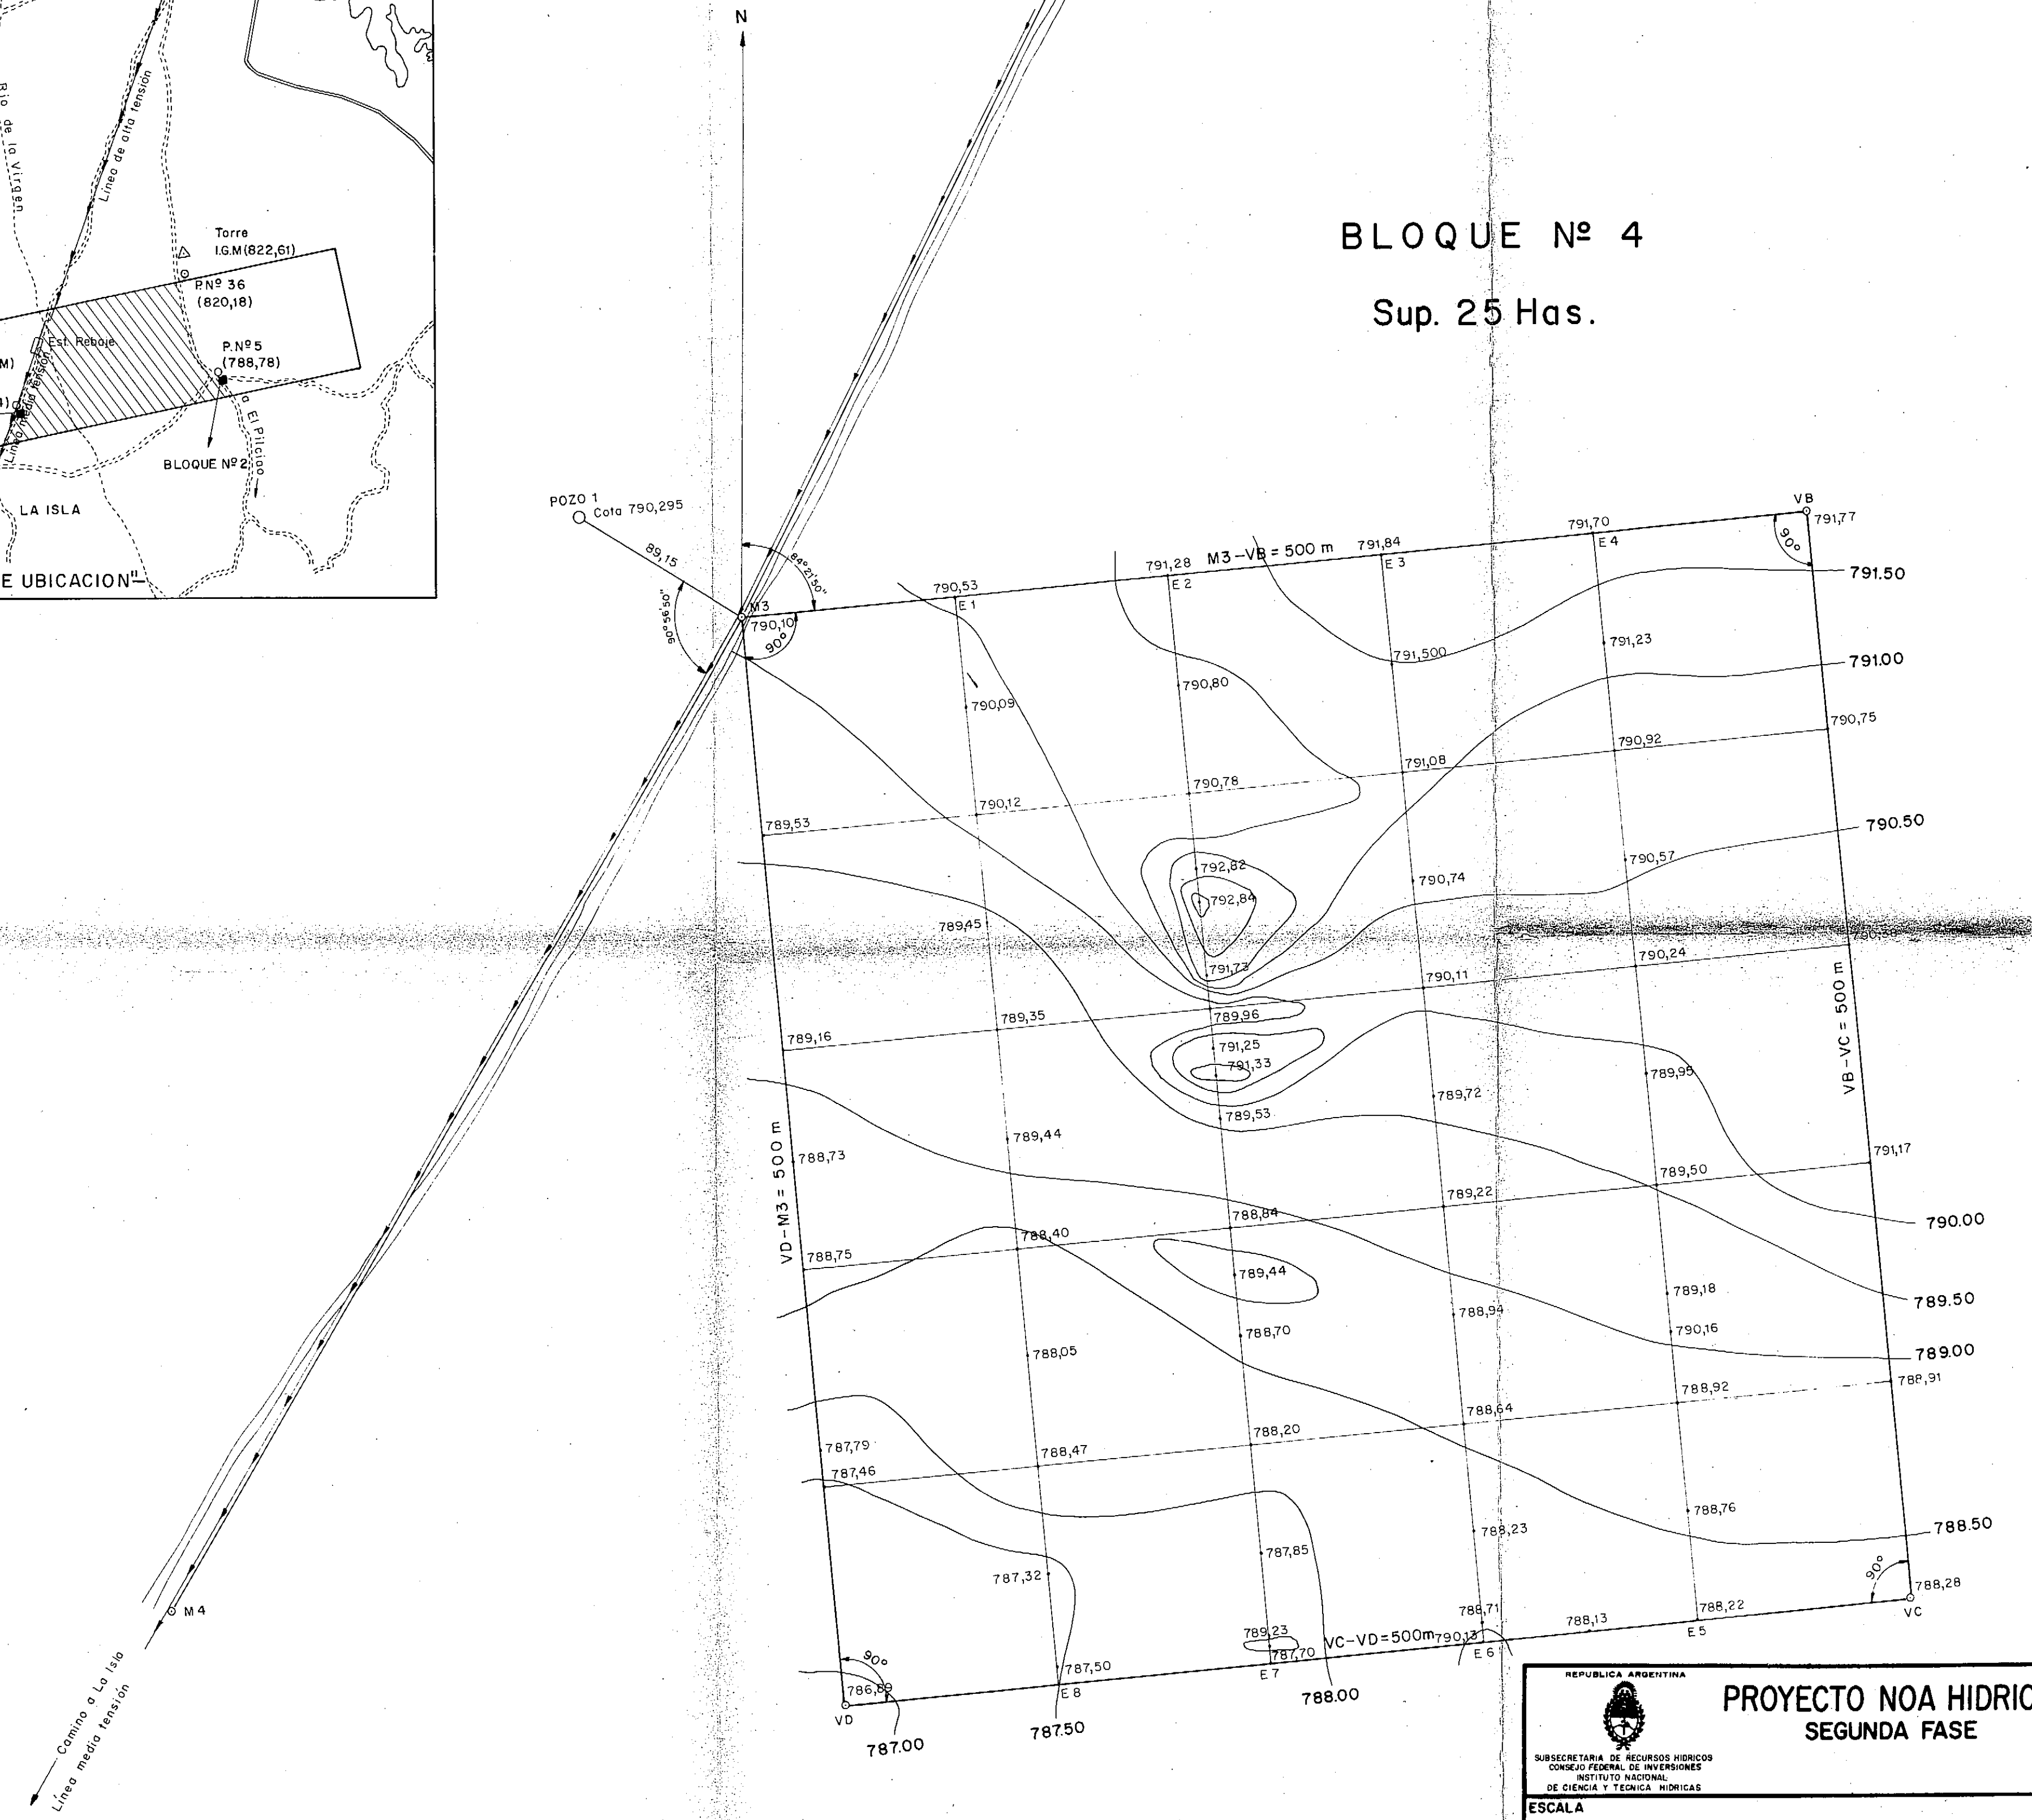 N
Rio de la Virgen
Línea de alta tensión
Torre
I.G.M (822,61)
P.Nº 36
(820,18)
Est. Rebaje
P.Nº 5
(788,78)
Línea media tensión
a El Pilciao
BLOQUE Nº 2
LA ISLA
E UBICACION"
BLOQUE Nº 4
Sup. 25 Has.
POZO 1
Cota 790,295
89,15
84° 21' 50"
90° 56' 50"
M3
790,10
90°
790,53
E 1
791,28
E 2
M3-VB = 500 m
791,84
E 3
791,70
E 4
VB
791,77
90°
791.50
791,500
791,23
791.00
790,80
790,09
790,75
790,92
791,08
790,78
790,12
789,53
790.50
790,57
790,74
792,82
792,84
789,45
791,73
790,24
790,11
789,96
789,35
789,16
VB-VC = 500 m
791,25
791,33
789,95
789,72
789,53
789,44
788,73
VD-M3 = 500 m
791,17
789,50
789,22
788,84
788,40
788,75
790.00
789,44
789,18
788,94
789.50
790,16
788,70
788,05
789.00
788,91
788,92
788,64
788,20
788,47
787,79
787,46
788,76
788.50
788,23
787,85
787,32
90°
788,28
VC
788,22
E 5
788,13
788,71
790,13
E 6
VC-VD=500m
789,23
787,70
E 7
788.00
787,50
E 8
787.50
90°
786,89
VD
787.00
M 4
Camino a La Isla
Línea media tensión
REPUBLICA ARGENTINA
SUBSECRETARIA DE RECURSOS HIDRICOS
CONSEJO FEDERAL DE INVERSIONES
INSTITUTO NACIONAL
DE CIENCIA Y TECNICA HIDRICAS
PROYECTO NOA HIDRIC
SEGUNDA FASE
ESCALA